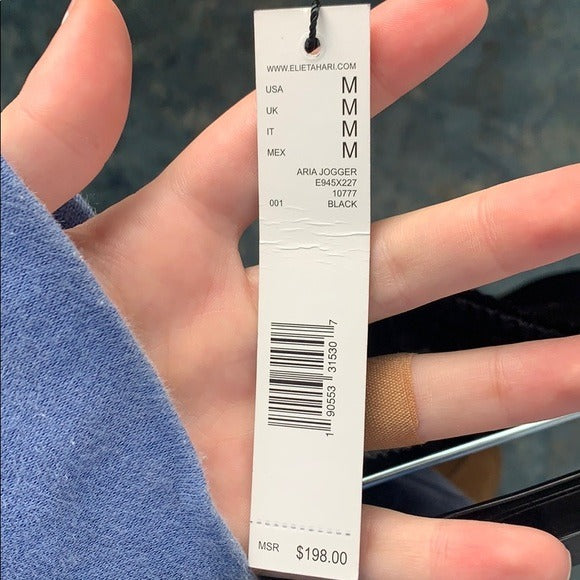 WWW.ELIETAHARI.COM
USA M
UK M
IT M
MEX M
ARIA JOGGER
E945X227
10777
001 BLACK
1 90553 31530 7
MSR $198.00